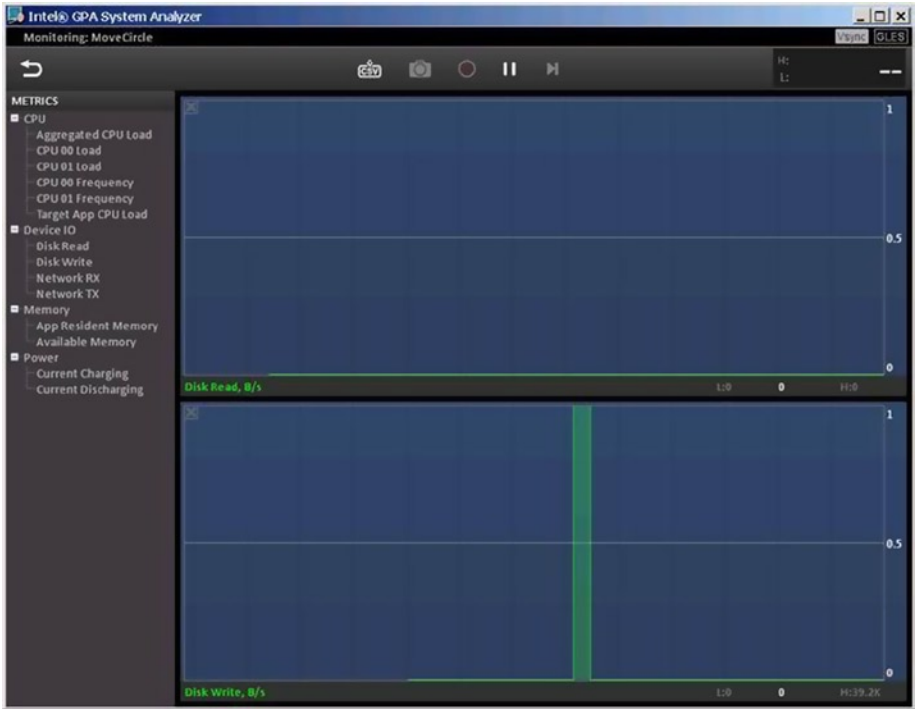 Intel® GPA System Analyzer
Monitoring: MoveCircle
Vsync GLES
CSV
H:
L:
--
METRICS
CPU
Aggregated CPU Load
CPU 00 Load
CPU 01 Load
CPU 00 Frequency
CPU 01 Frequency
Target App CPU Load
Device IO
Disk Read
Disk Write
Network RX
Network TX
Memory
App Resident Memory
Available Memory
Power
Current Charging
Current Discharging
1
0.5
0
Disk Read, B/s L:0 0 H:0
1
0.5
0
Disk Write, B/s L:0 0 H:39.2K